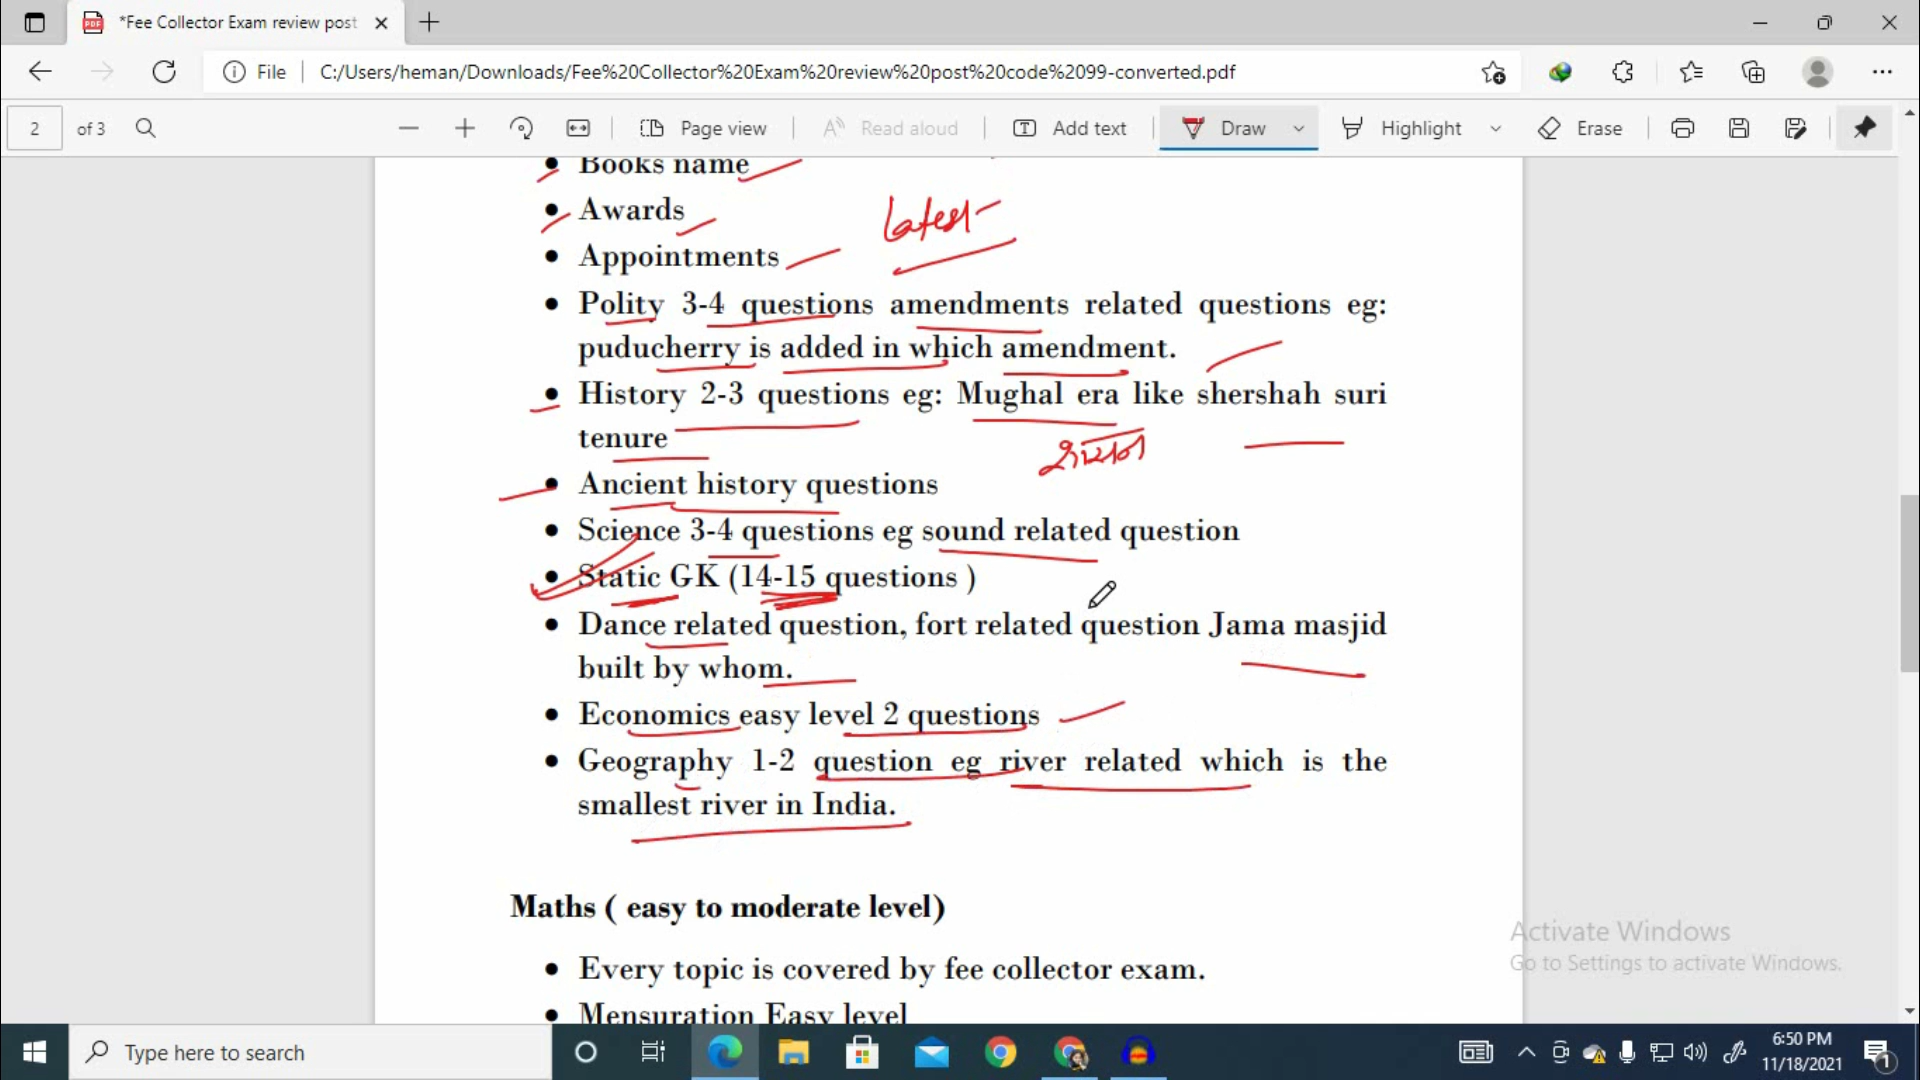 *Fee Collector Exam review post
File
C:/Users/heman/Downloads/Fee%20Collector%20Exam%20review%20post%20code%2099-converted.pdf
2 of 3
Page view
Read aloud
Add text
Draw
Highlight
Erase
Books name
Awards
Latest
Appointments
Polity 3-4 questions amendments related questions eg:
puducherry is added in which amendment.
History 2-3 questions eg: Mughal era like shershah suri
tenure
Ancient history questions
Science 3-4 questions eg sound related question
Static GK (14-15 questions )
Dance related question, fort related question Jama masjid
built by whom.
Economics easy level 2 questions
Geography 1-2 question eg river related which is the
smallest river in India.
Maths ( easy to moderate level)
Every topic is covered by fee collector exam.
Mensuration Easy level
Activate Windows
Go to Settings to activate Windows.
Type here to search
6:50 PM
11/18/2021
1